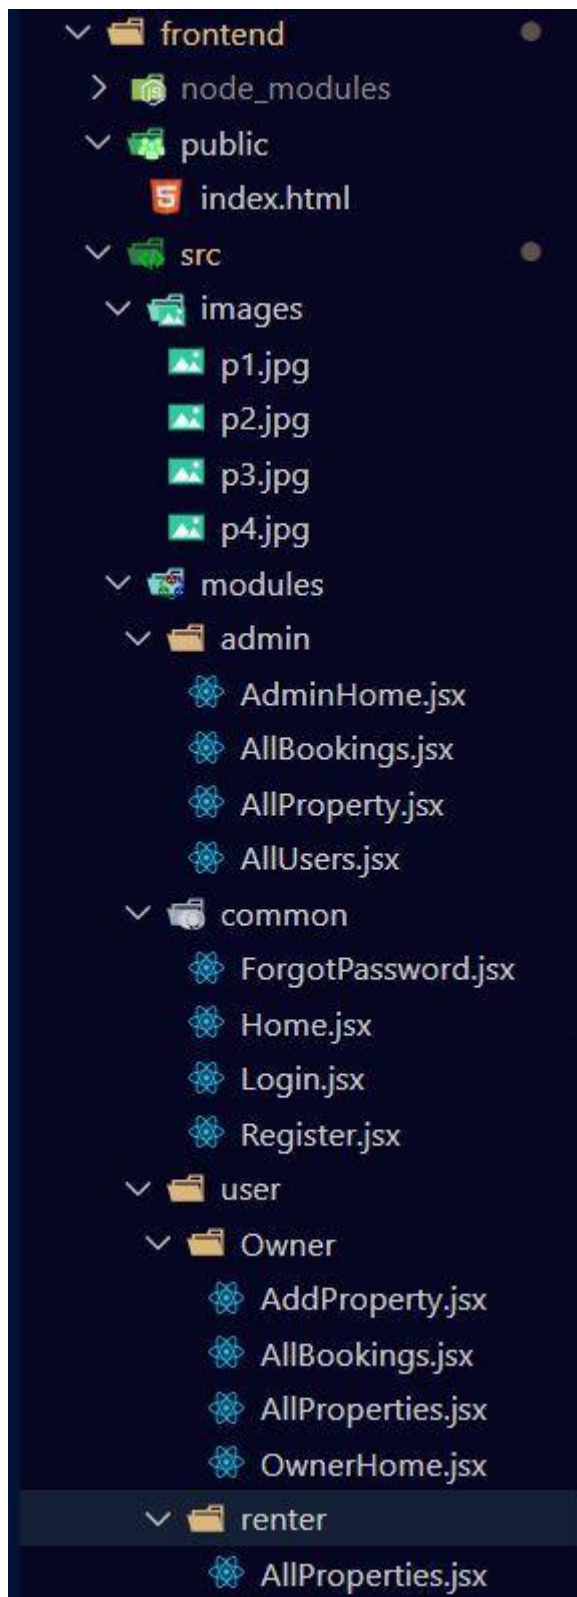 frontend
node_modules
public
index.html
src
images
p1.jpg
p2.jpg
p3.jpg
p4.jpg
modules
admin
AdminHome.jsx
AllBookings.jsx
AllProperty.jsx
AllUsers.jsx
common
ForgotPassword.jsx
Home.jsx
Login.jsx
Register.jsx
user
Owner
AddProperty.jsx
AllBookings.jsx
AllProperties.jsx
OwnerHome.jsx
renter
AllProperties.jsx